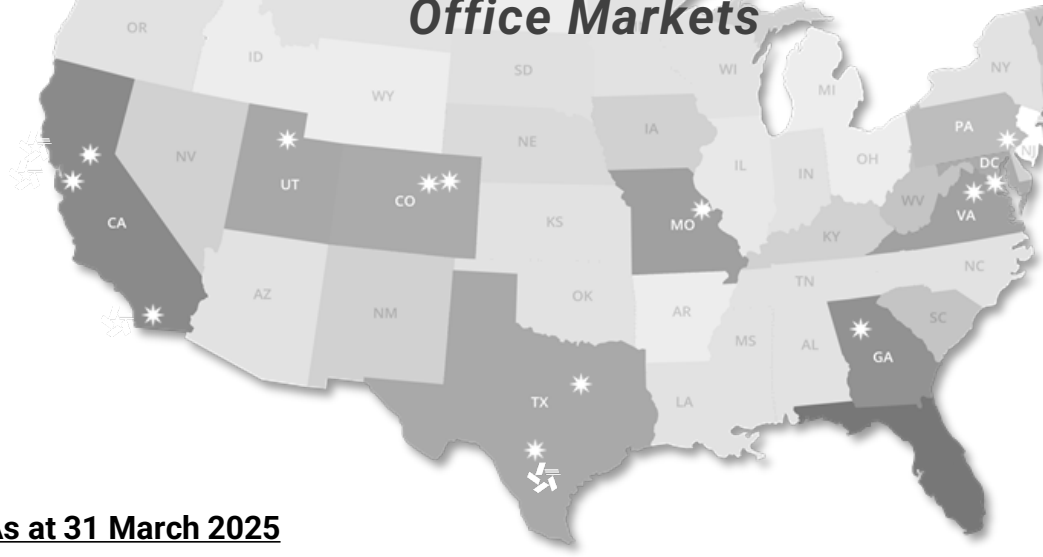 Office Markets
OR
ID
SD
WI
NY
WY
MI
IA
PA
NE
NJ
NV
OH
DC
IL
IN
UT
CO
WV
KS
MO
VA
CA
KY
NC
TN
AZ
OK
NM
AR
SC
MS
AL
GA
TX
LA
s at 31 March 2025